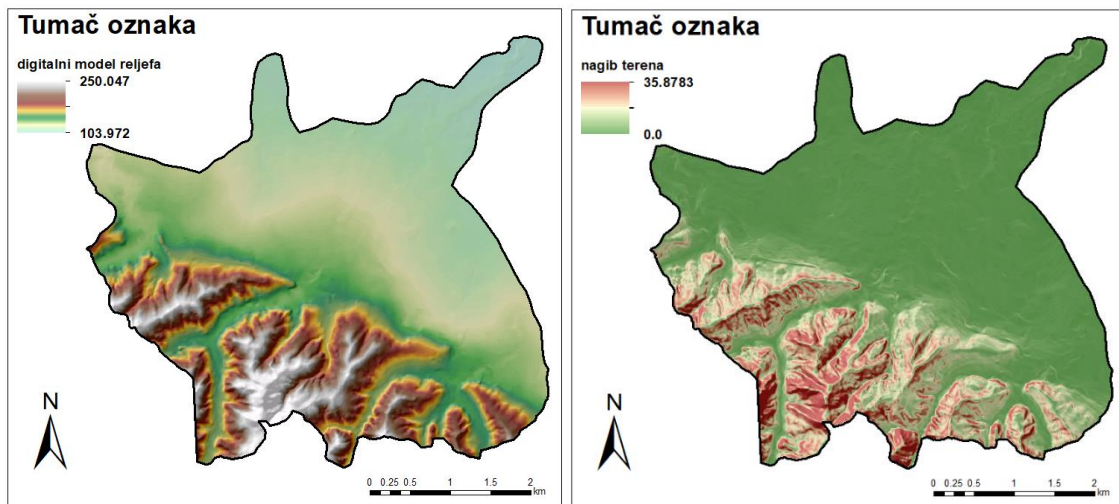 Tumač oznaka
digitalni model reljefa
250.047
103.972
N
0 0.25 0.5 1 1.5 2
km
Tumač oznaka
nagib terena
35.8783
0.0
N
0 0.25 0.5 1 1.5 2
km